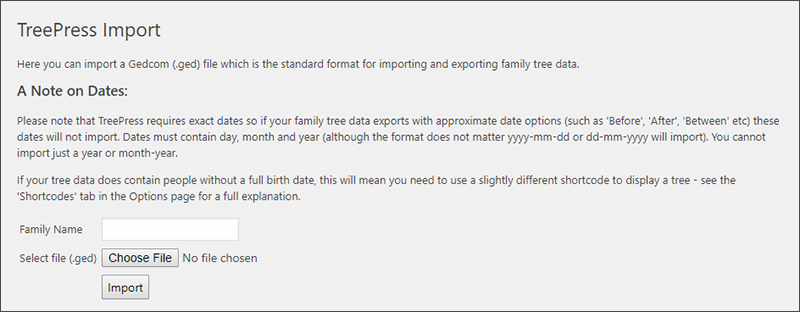 TreePress Import
Here you can import a Gedcom (.ged) file which is the standard format for importing and exporting family tree data.
A Note on Dates:
Please note that TreePress requires exact dates so if your family tree data exports with approximate date options (such as 'Before', 'After', 'Between' etc) these
dates will not import. Dates must contain day, month and year (although the format does not matter yyyy-mm-dd or dd-mm-yyyy will import). You cannot
import just a year or month-year.
If your tree data does contain people without a full birth date, this will mean you need to use a slightly different shortcode to display a tree - see the
'Shortcodes' tab in the Options page for a full explanation.
Family Name
Select file (.ged) Choose File No file chosen
Import